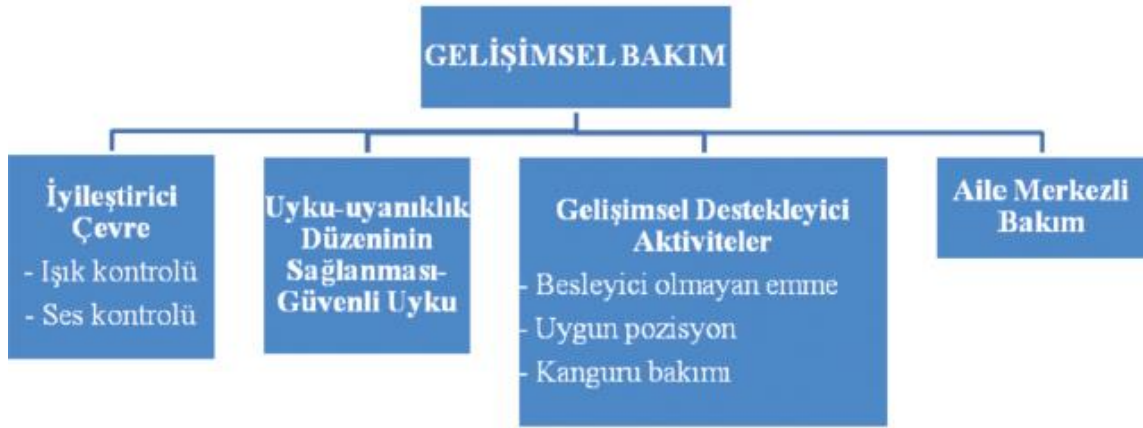 GELİŞİMSEL BAKIM
İyileştirici
Çevre
- Işık kontrolü
- Ses kontrolü
Uyku-uyanıklık
Düzeninin
Sağlanması-
Güvenli Uyku
Gelişimsel Destekleyici
Aktiviteler
- Besleyici olmayan emme
- Uygun pozisyon
- Kanguru bakımı
Aile Merkezli
Bakım